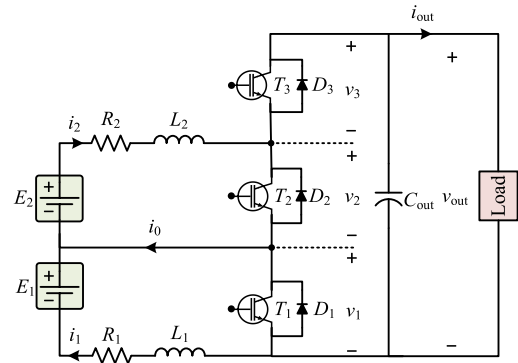 i_out
+ +
T_3 D_3 v_3
i_2 R_2 L_2
−
+
+
E_2 −
T_2 D_2 v_2 C_out v_out Load
i_0
−
+
+
E_1 −
T_1 D_1 v_1
i_1 R_1 L_1
− −